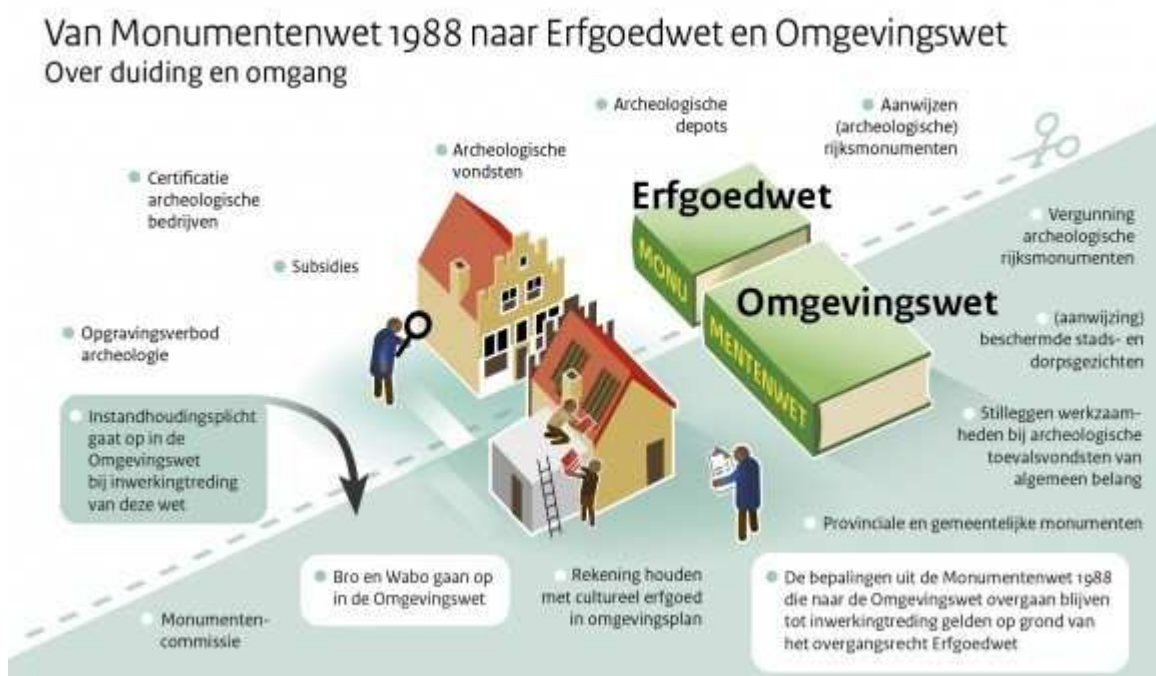 Van Monumentenwet 1988 naar Erfgoedwet en Omgevingswet
Over duiding en omgang
Archeologische
depots
Aanwijzen
(archeologische)
rijksmonumenten
Archeologische
vondsten
Certificatie
archeologische
bedrijven
Erfgoedwet
MONU
Vergunning
archeologische
rijksmonumenten
Subsidies
Omgevingswet
MENTENWET
Opgravingsverbod
archeologie
(aanwijzing)
beschermde stads- en
dorpsgezichten
Instandhoudingsplicht
gaat op in de
Omgevingswet
bij inwerkingtreding
van deze wet
Stilleggen werkzaam-
heden bij archeologische
toevalsvondsten van
algemeen belang
Provinciale en gemeentelijke monumenten
Bro en Wabo gaan op
in de Omgevingswet
Rekening houden
met cultureel erfgoed
in omgevingsplan
De bepalingen uit de Monumentenwet 1988
die naar de Omgevingswet overgaan blijven
tot inwerkingtreding gelden op grond van
het overgangsrecht Erfgoedwet
Monumenten-
commissie